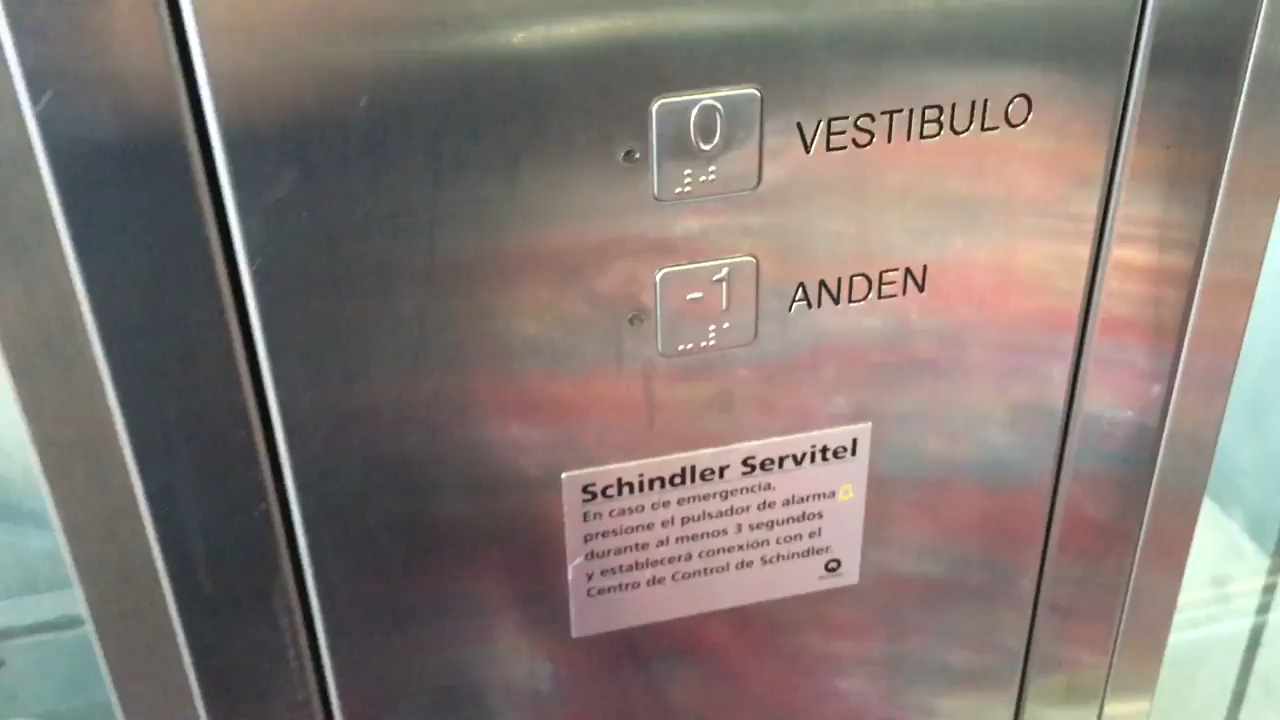 0 VESTIBULO
-1 ANDEN
Schindler Servitel
En caso de emergencia,
presione el pulsador de alarma
durante al menos 3 segundos
y establecerá conexión con el
Centro de Control de Schindler.